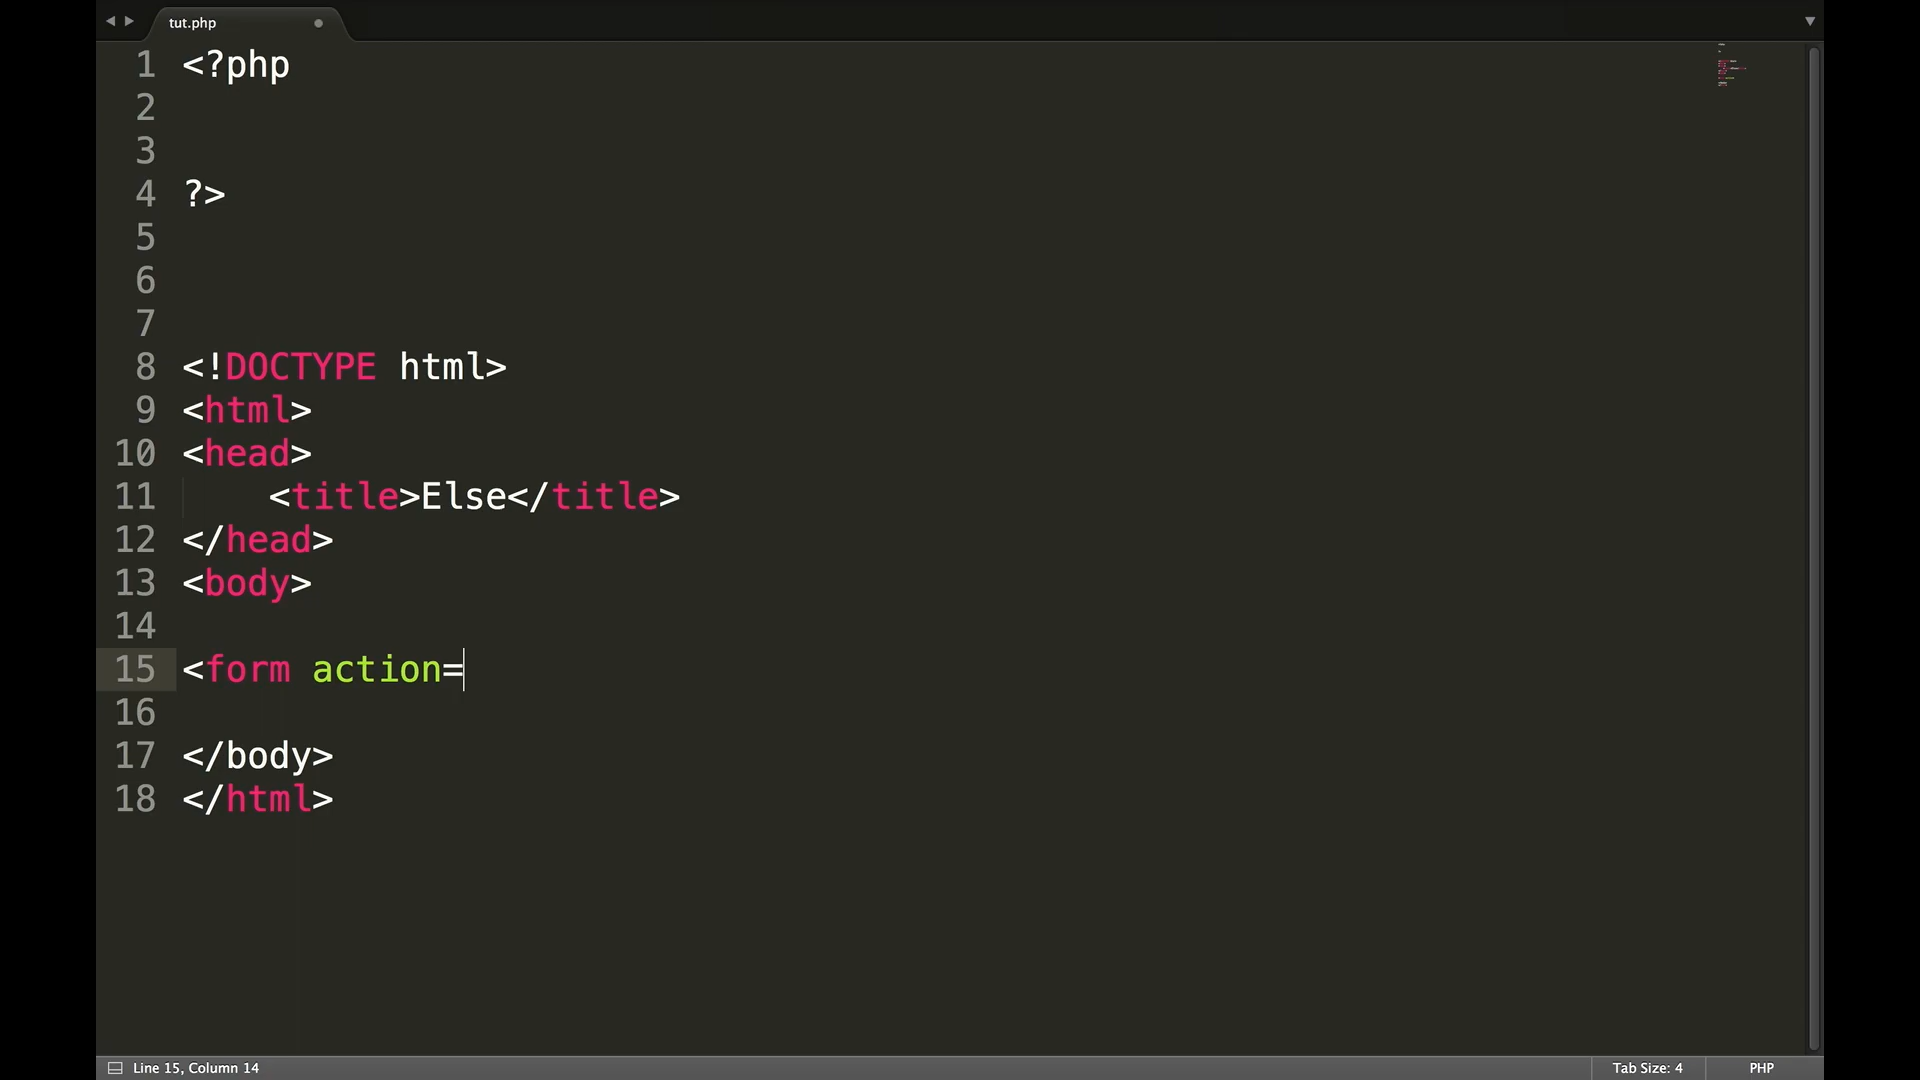 tut.php
1 <?php
2
3
4 ?>
5
6
7
8 <!DOCTYPE html>
9 <html>
10 <head>
11     <title>Else</title>
12 </head>
13 <body>
14
15 <form action=
16
17 </body>
18 </html>
Line 15, Column 14
Tab Size: 4
PHP